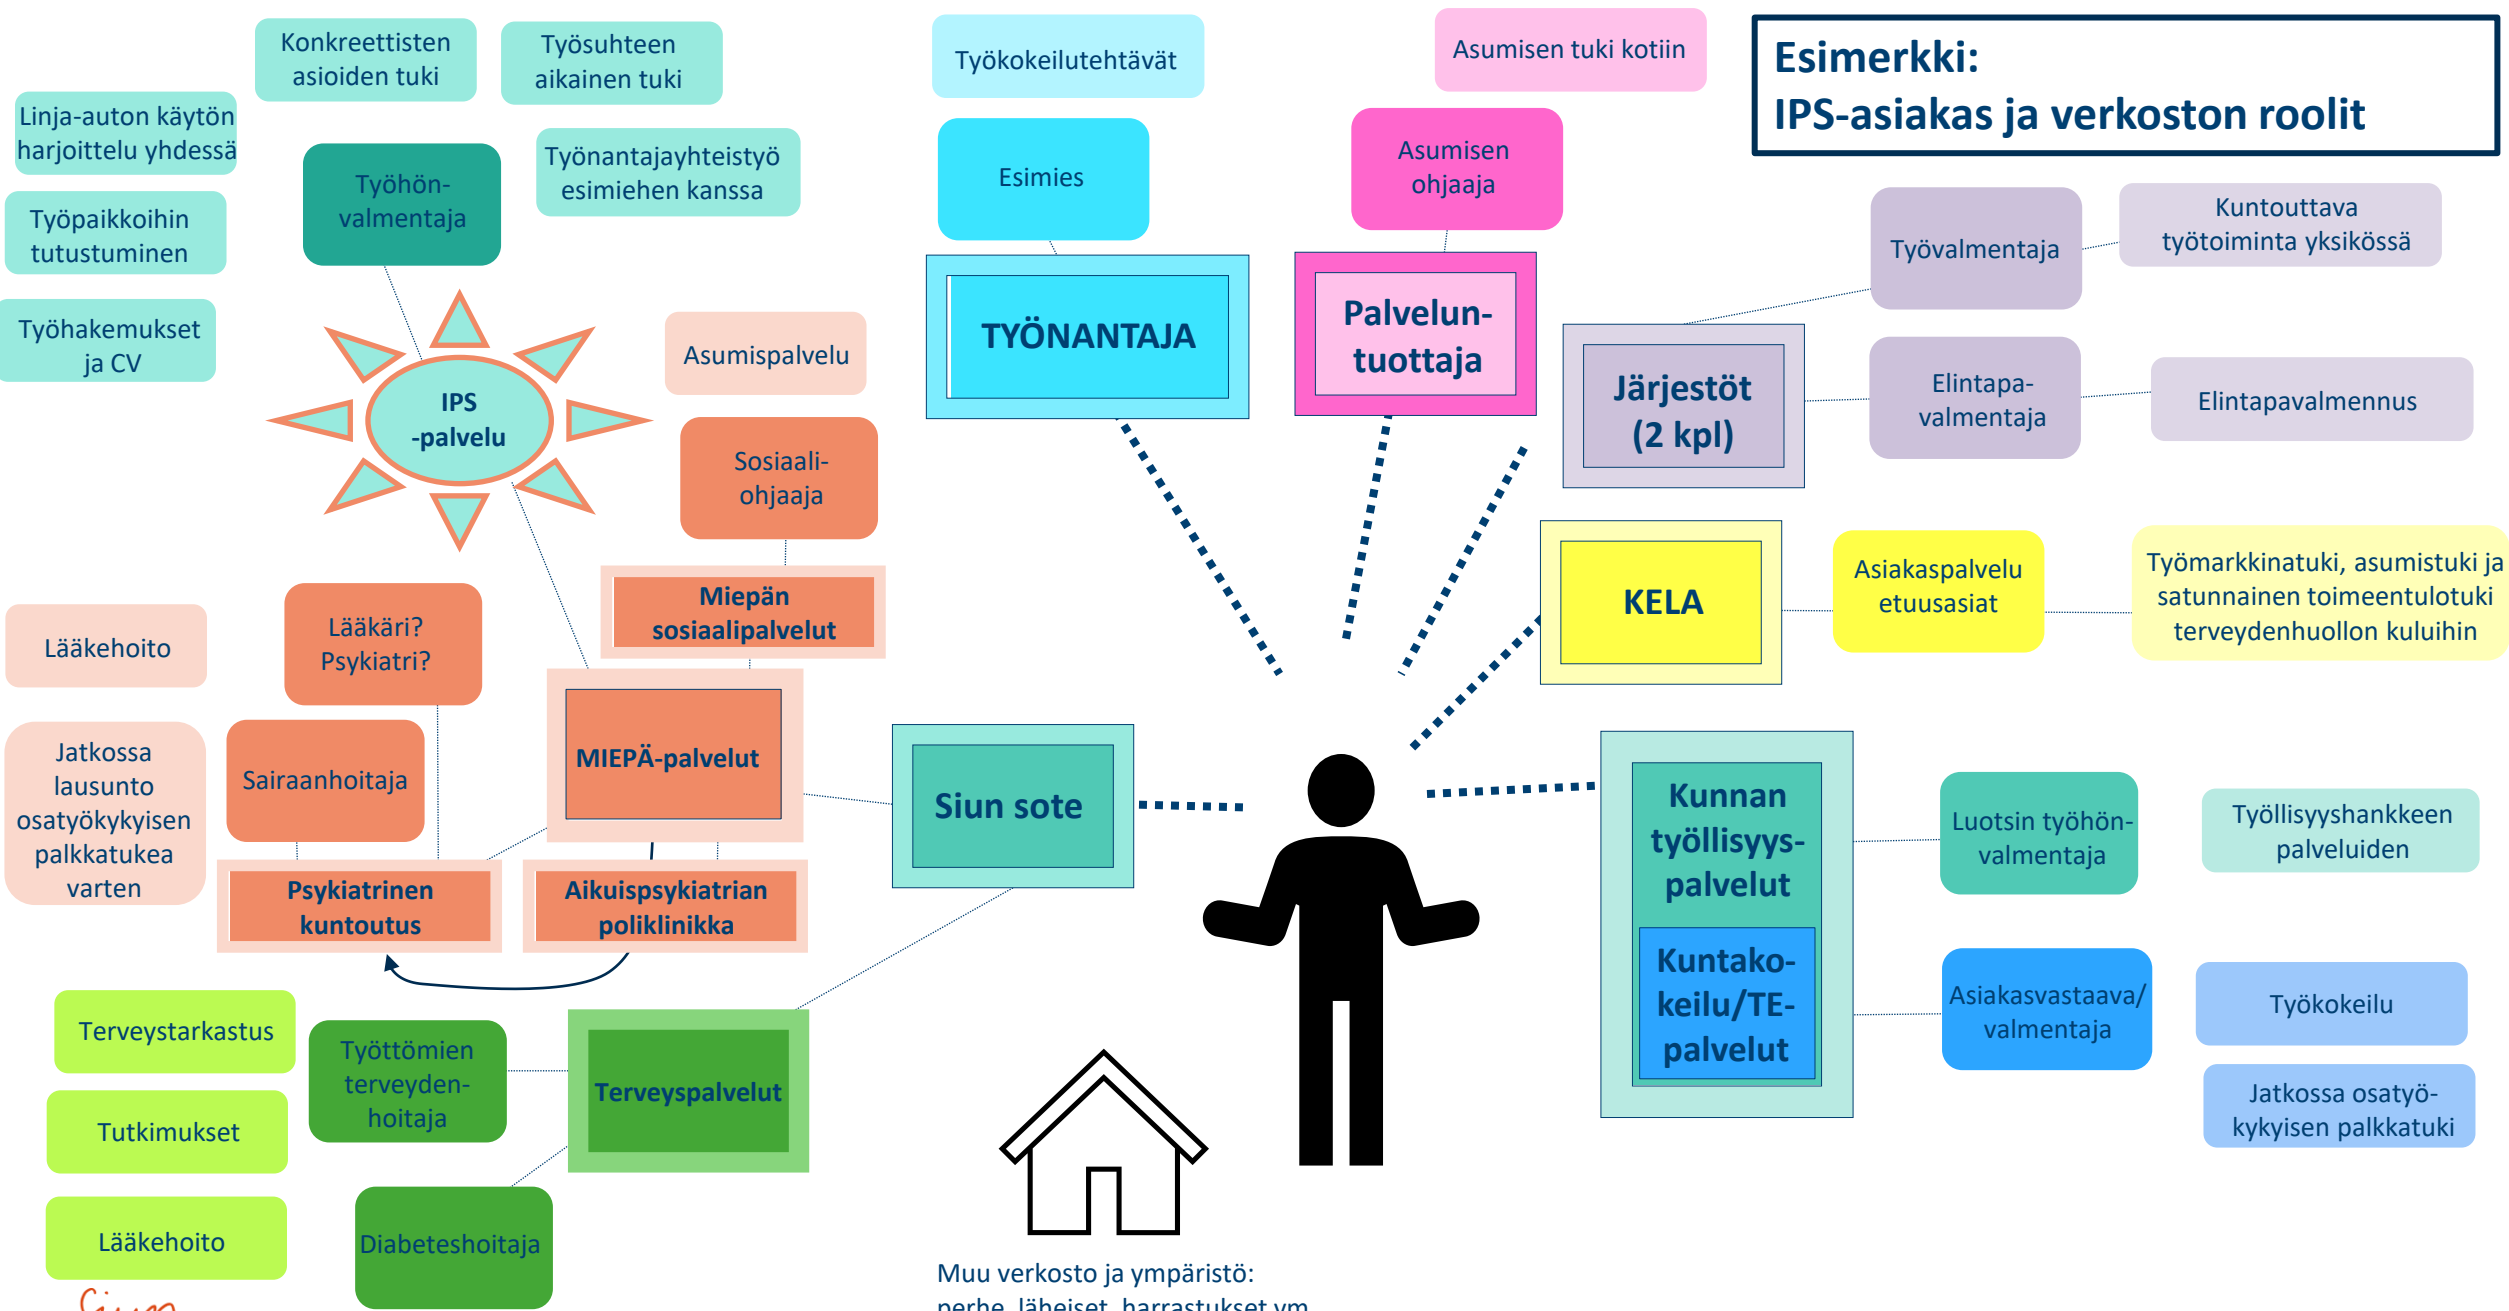 Esimerkki:
IPS-asiakas ja verkoston roolit
Konkreettisten
asioiden tuki
Työsuhteen
aikainen tuki
Linja-auton käytön
harjoittelu yhdessä
Työhön-
valmentaja
Työnantajayhteistyö
esimiehen kanssa
Työpaikkoihin
tutustuminen
Työhakemukset
ja CV
IPS
-palvelu
Työkokeilutehtävät
Esimies
TYÖNANTAJA
Asumisen tuki kotiin
Asumisen
ohjaaja
Palvelun-
tuottaja
Työvalmentaja
Kuntouttava
työtoiminta yksikössä
Järjestöt
(2 kpl)
Elintapa-
valmentaja
Elintapavalmennus
KELA
Asiakaspalvelu
etuusasiat
Työmarkkinatuki, asumistuki ja
satunnainen toimeentulotuki
terveydenhuollon kuluihin
Asumispalvelu
Sosiaali-
ohjaaja
Miepän
sosiaalipalvelut
Lääkehoito
Lääkäri?
Psykiatri?
MIEPÄ-palvelut
Siun sote
Jatkossa
lausunto
osatyökykyisen
palkkatukea
varten
Sairaanhoitaja
Psykiatrinen
kuntoutus
Aikuispsykiatrian
poliklinikka
Kunnan
työllisyys-
palvelut
Luotsin työhön-
valmentaja
Työllisyyshankkeen
palveluiden
Kuntako-
keilu/TE-
palvelut
Asiakasvastaava/
valmentaja
Työkokeilu
Jatkossa osatyö-
kykyisen palkkatuki
Terveystarkastus
Työttömien
terveyden-
hoitaja
Terveyspalvelut
Tutkimukset
Lääkehoito
Diabeteshoitaja
Muu verkosto ja ympäristö:
perhe, läheiset, harrastukset ym.